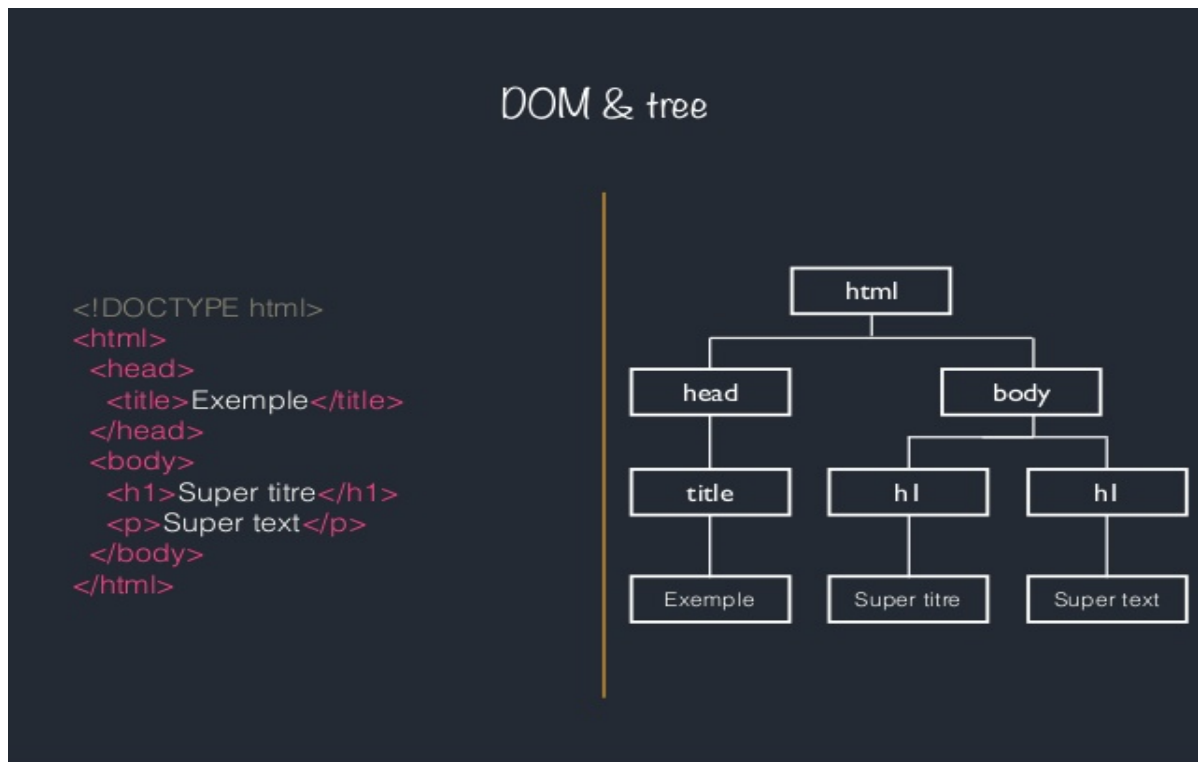 DOM & tree
<!DOCTYPE html>
<html>
<head>
<title>Exemple</title>
</head>
<body>
<h1>Super titre</h1>
<p>Super text</p>
</body>
</html>
html
head body
title h1 h1
Exemple Super titre Super text